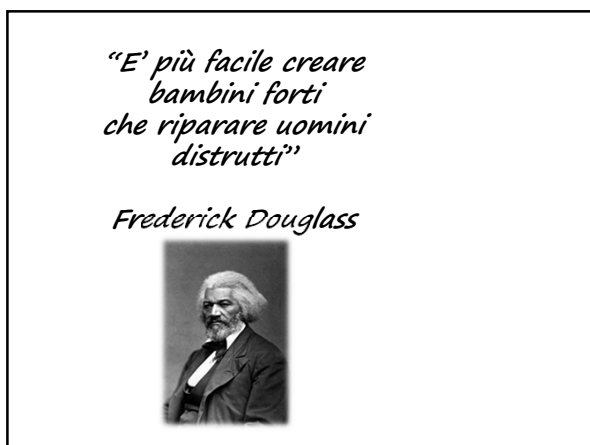 “E’ più facile creare
bambini forti
che riparare uomini
distrutti”
Frederick Douglass